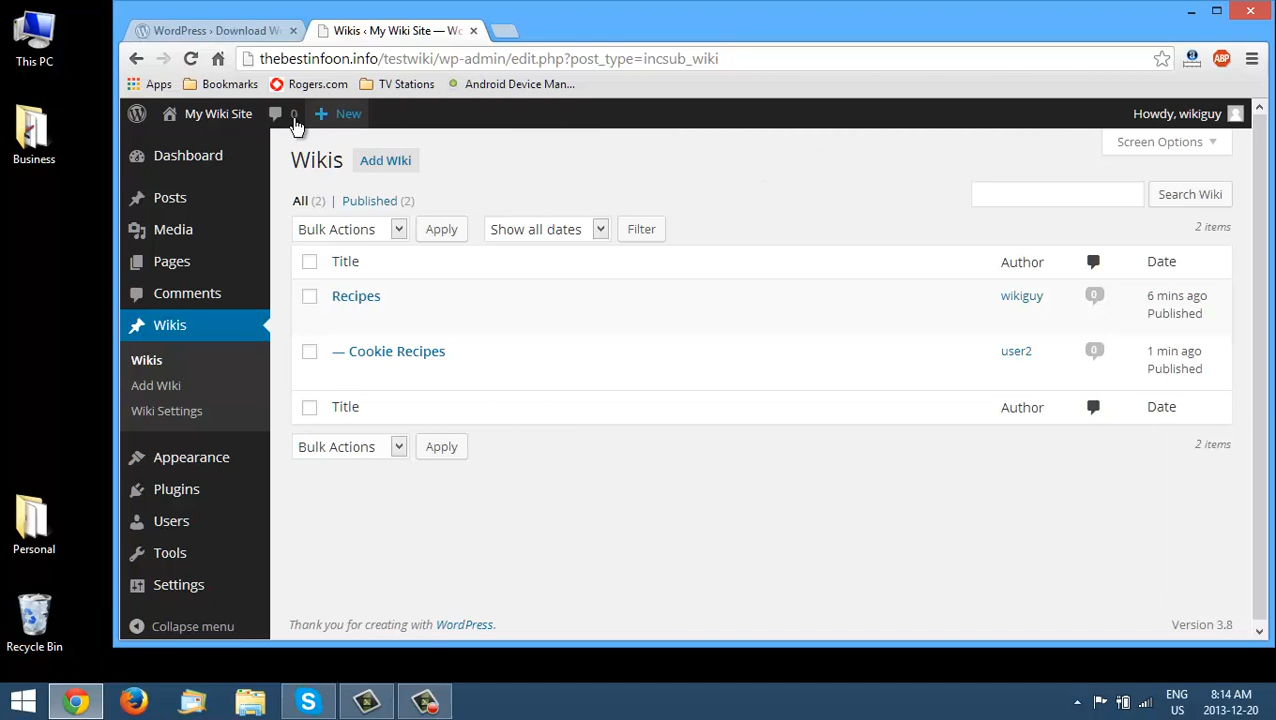 This PC
Business
Personal
Recycle Bin
WordPress › Download W
Wikis ‹ My Wiki Site — Wo
thebestinfoon.info/testwiki/wp-admin/edit.php?post_type=incsub_wiki
ABP
Apps
Bookmarks
Rogers.com
TV Stations
Android Device Man...
My Wiki Site
0
New
Howdy, wikiguy
Dashboard
Posts
Media
Pages
Comments
Wikis
Wikis
Add WIki
Wiki Settings
Appearance
Plugins
Users
Tools
Settings
Collapse menu
Screen Options
Wikis
Add WIki
All (2) | Published (2)
Search Wiki
Bulk Actions
Apply
Show all dates
Filter
2 items
Title
Author
Date
Recipes
wikiguy
0
6 mins ago
Published
— Cookie Recipes
user2
0
1 min ago
Published
Title
Author
Date
Bulk Actions
Apply
2 items
Thank you for creating with WordPress.
Version 3.8
ENG
US
8:14 AM
2013-12-20